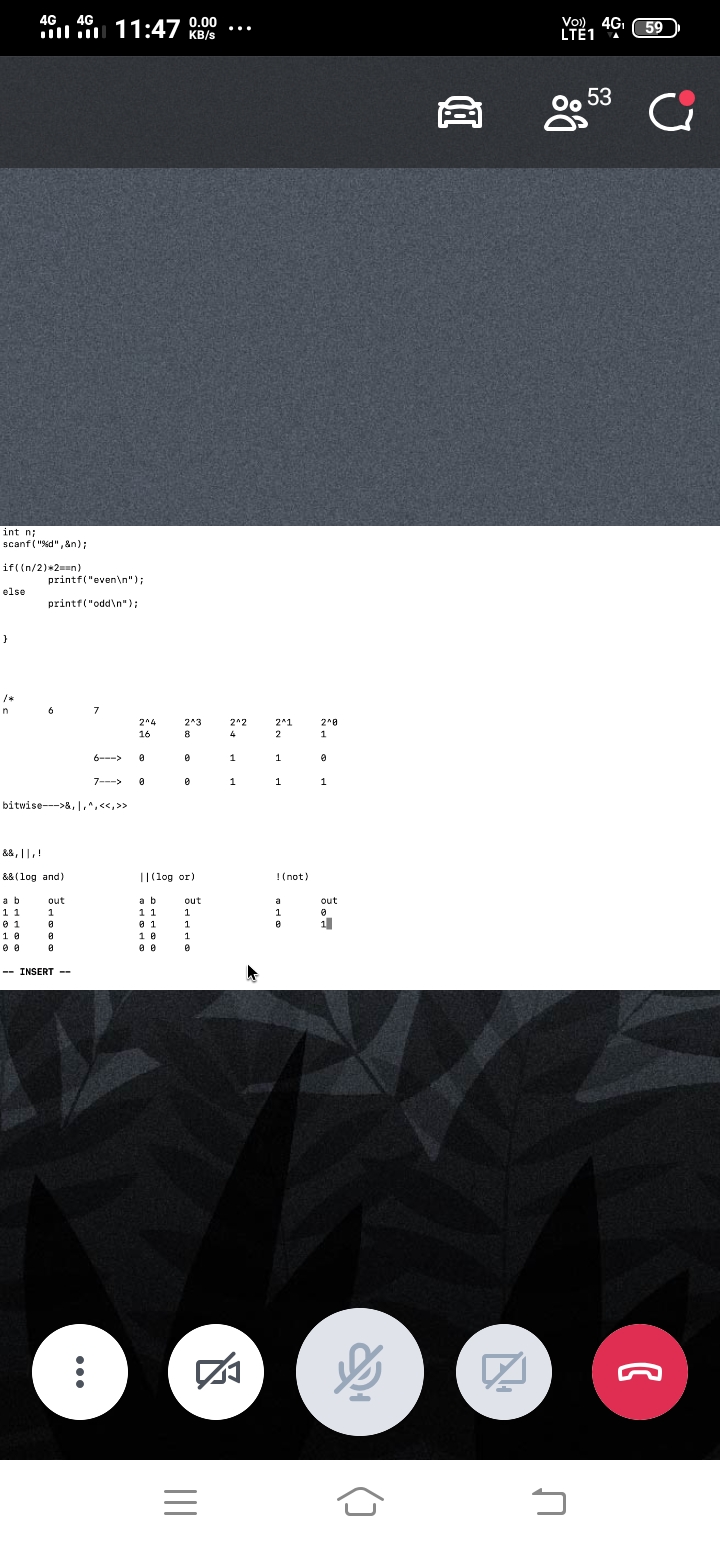 4G 4G 11:47 0.00 KB/s ... Vo)) LTE1 4G 59
53
int n;
scanf("%d",&n);
if((n/2)*2==n)
printf("even\n");
else
printf("odd\n");
}
/*
n 6 7
2^4 2^3 2^2 2^1 2^0
16 8 4 2 1
6---> 0 0 1 1 0
7---> 0 0 1 1 1
bitwise--->&,|,^,<<,>>
&&,||,!
&&(log and) ||(log or) !(not)
a b out a b out a out
1 1 1 1 1 1 1 0
0 1 0 0 1 1 0 1
1 0 0 1 0 1
0 0 0 0 0 0
-- INSERT --